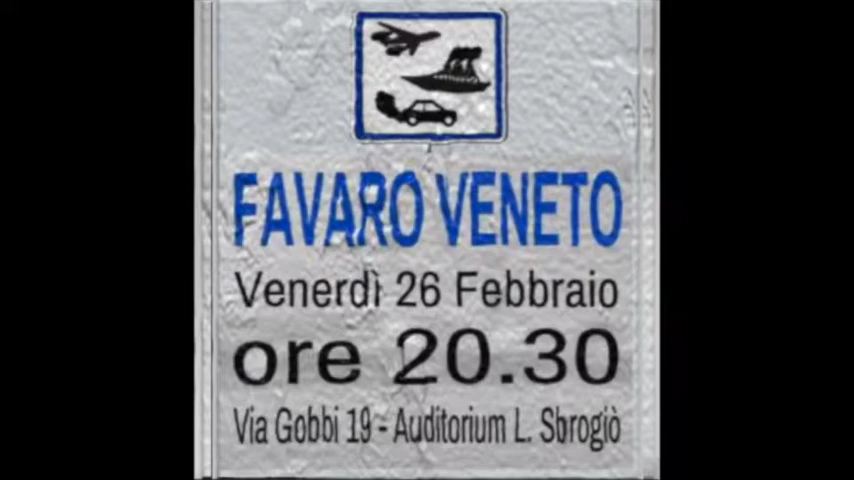 FAVARO VENETO
Venerdì 26 Febbraio
ore 20.30
Via Gobbi 19 - Auditorium L. Sbrogiò